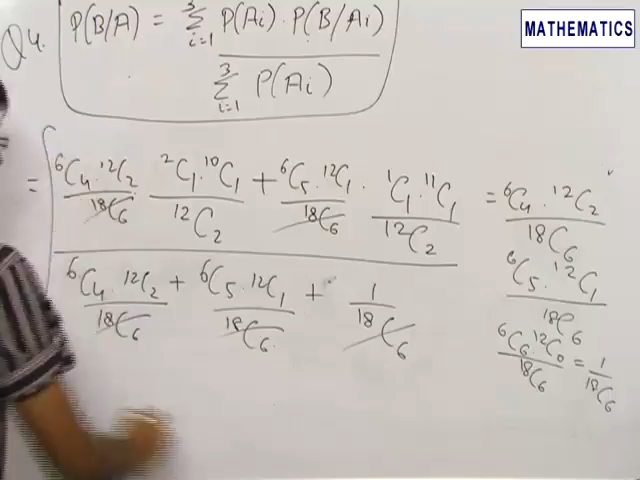 MATHEMATICS
Q4. P(B/A) = 3 Σ i=1 P(Ai) · P(B/Ai)
3 Σ i=1 P(Ai)
= ⁶C₄ · ¹²C₂ / ¹⁸C₆ ²C₁ · ¹⁰C₁ / ¹²C₂ + ⁶C₅ · ¹²C₁ / ¹⁸C₆ · ¹C₁ · ¹¹C₁ / ¹²C₂
⁶C₄ · ¹²C₂ / ¹⁸C₆ + ⁶C₅ · ¹²C₁ / ¹⁸C₆ + 1 / ¹⁸C₆
= ⁶C₄ · ¹²C₂ / ¹⁸C₆
⁶C₅ · ¹²C₁ / ¹⁸C₆
⁶C₆ · ¹²C₀ / ¹⁸C₆ = 1 / ¹⁸C₆